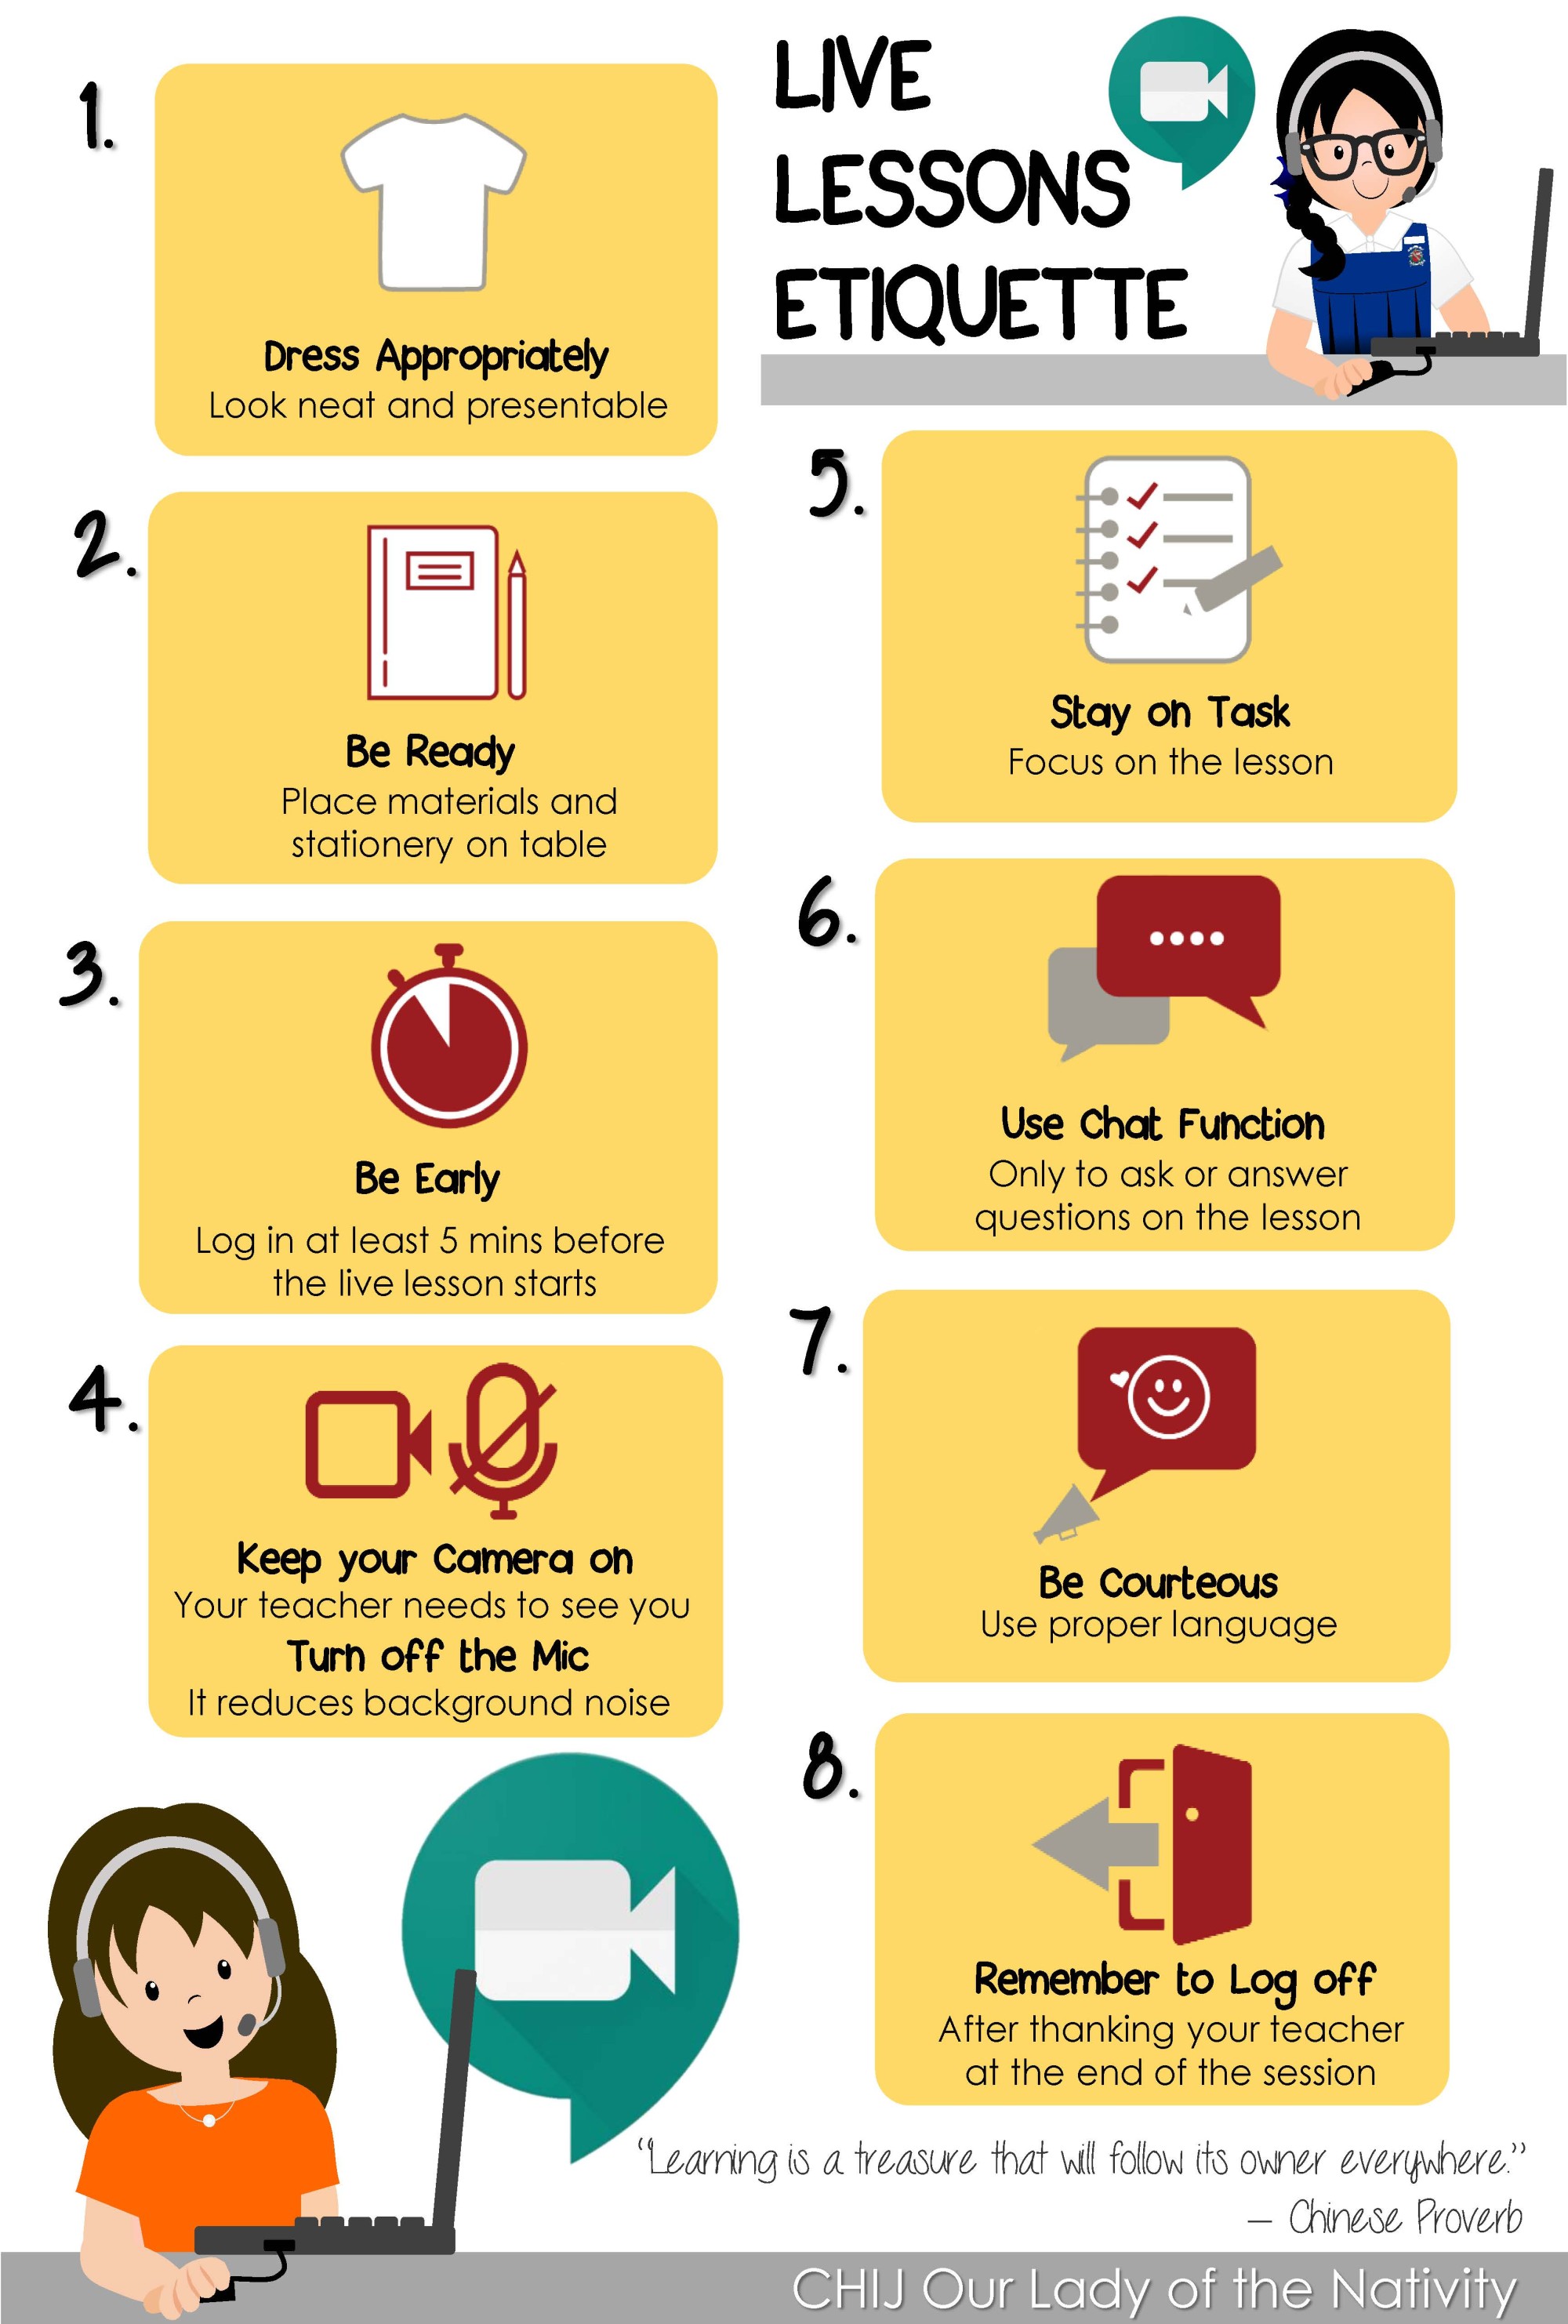 LIVE
LESSONS
ETIQUETTE
1.
Dress Appropriately
Look neat and presentable
2.
Be Ready
Place materials and
stationery on table
3.
Be Early
Log in at least 5 mins before
the live lesson starts
4.
Keep your Camera on
Your teacher needs to see you
Turn off the Mic
It reduces background noise
5.
Stay on Task
Focus on the lesson
6.
Use Chat Function
Only to ask or answer
questions on the lesson
7.
Be Courteous
Use proper language
8.
Remember to Log off
After thanking your teacher
at the end of the session
“Learning is a treasure that will follow its owner everywhere.”
– Chinese Proverb
CHIJ Our Lady of the Nativity